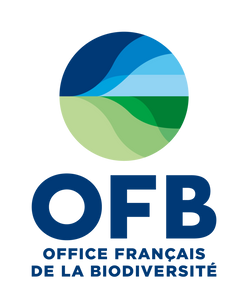 OFB
OFFICE FRANÇAIS
DE LA BIODIVERSITÉ